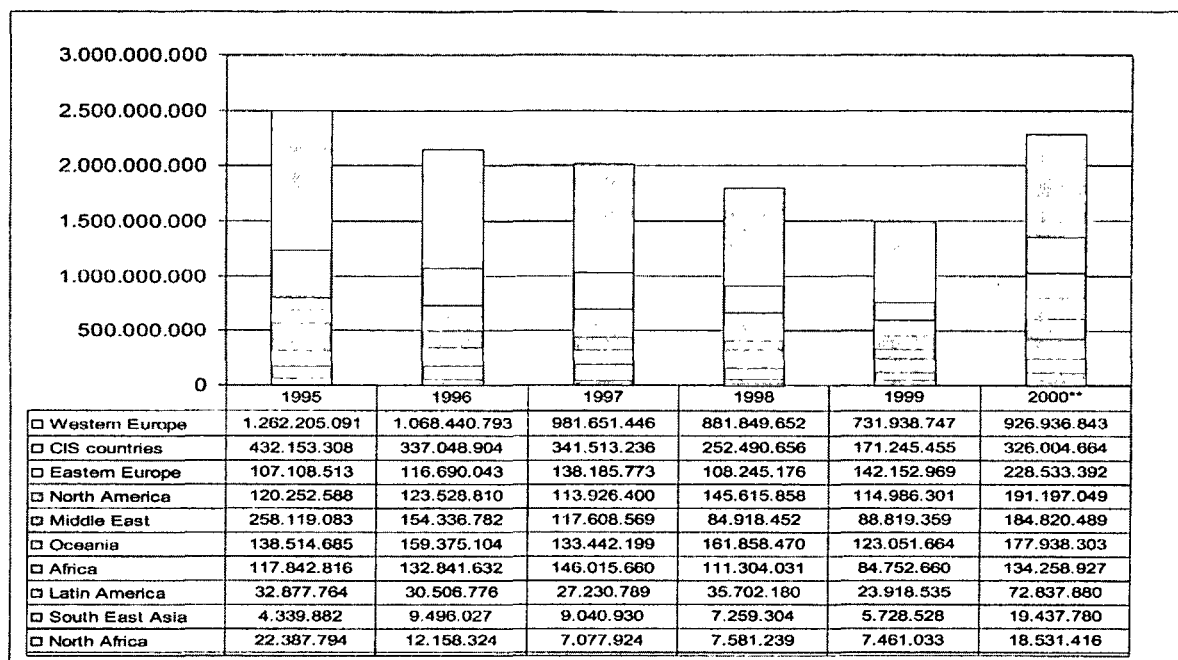 3.000.000.000
2.500.000.000
2.000.000.000
1.500.000.000
1.000.000.000
500.000.000
0
1995 1996 1997 1998 1999 2000**
Western Europe 1.262.205.091 1.068.440.793 981.651.446 881.849.652 731.938.747 926.936.843
CIS countries 432.153.308 337.048.904 341.513.236 252.490.656 171.245.455 326.004.664
Eastern Europe 107.108.513 116.690.043 138.185.773 108.245.176 142.152.969 228.533.392
North America 120.252.588 123.528.810 113.926.400 145.615.858 114.986.301 191.197.049
Middle East 258.119.083 154.336.782 117.608.569 84.918.452 88.819.359 184.820.489
Oceania 138.514.685 159.375.104 133.442.199 161.858.470 123.051.664 177.938.303
Africa 117.842.816 132.841.632 146.015.660 111.304.031 84.752.660 134.258.927
Latin America 32.877.764 30.506.776 27.230.789 35.702.180 23.918.535 72.837.880
South East Asia 4.339.882 9.496.027 9.040.930 7.259.304 5.728.528 19.437.780
North Africa 22.387.794 12.158.324 7.077.924 7.581.239 7.461.033 18.531.416